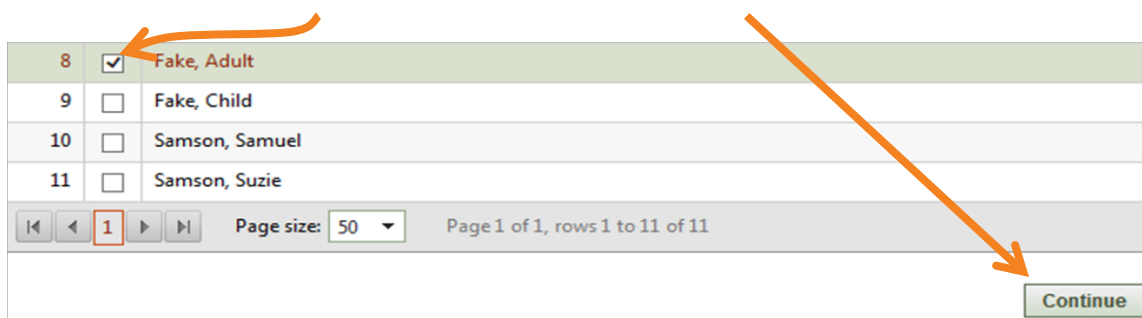 8 Fake, Adult
9 Fake, Child
10 Samson, Samuel
11 Samson, Suzie
1 Page size: 50 Page 1 of 1, rows 1 to 11 of 11
Continue